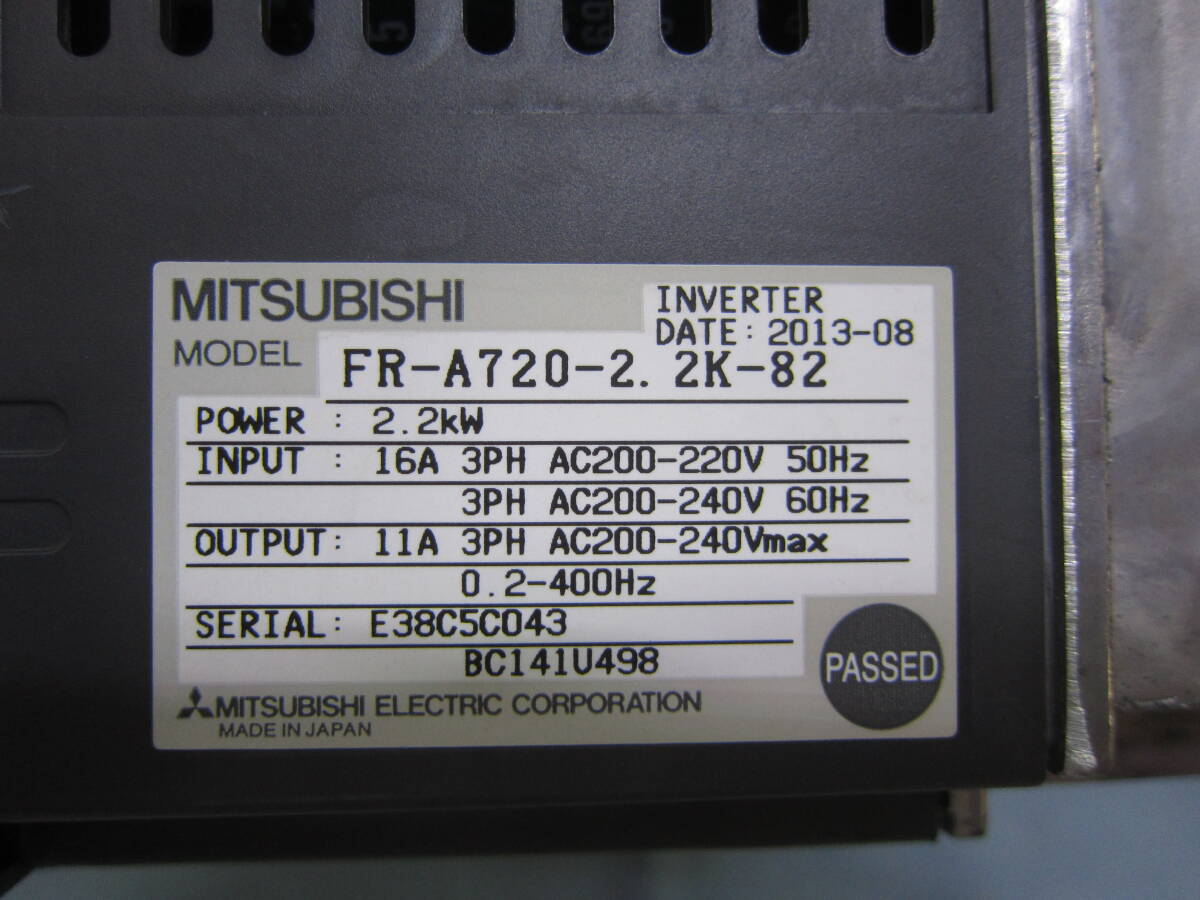 MITSUBISHI
INVERTER
DATE: 2013-08
MODEL FR-A720-2.2K-82
POWER : 2.2kW
INPUT : 16A 3PH AC200-220V 50Hz
3PH AC200-240V 60Hz
OUTPUT: 11A 3PH AC200-240Vmax
0.2-400Hz
SERIAL: E38C5C043
BC141U498
PASSED
MITSUBISHI ELECTRIC CORPORATION
MADE IN JAPAN